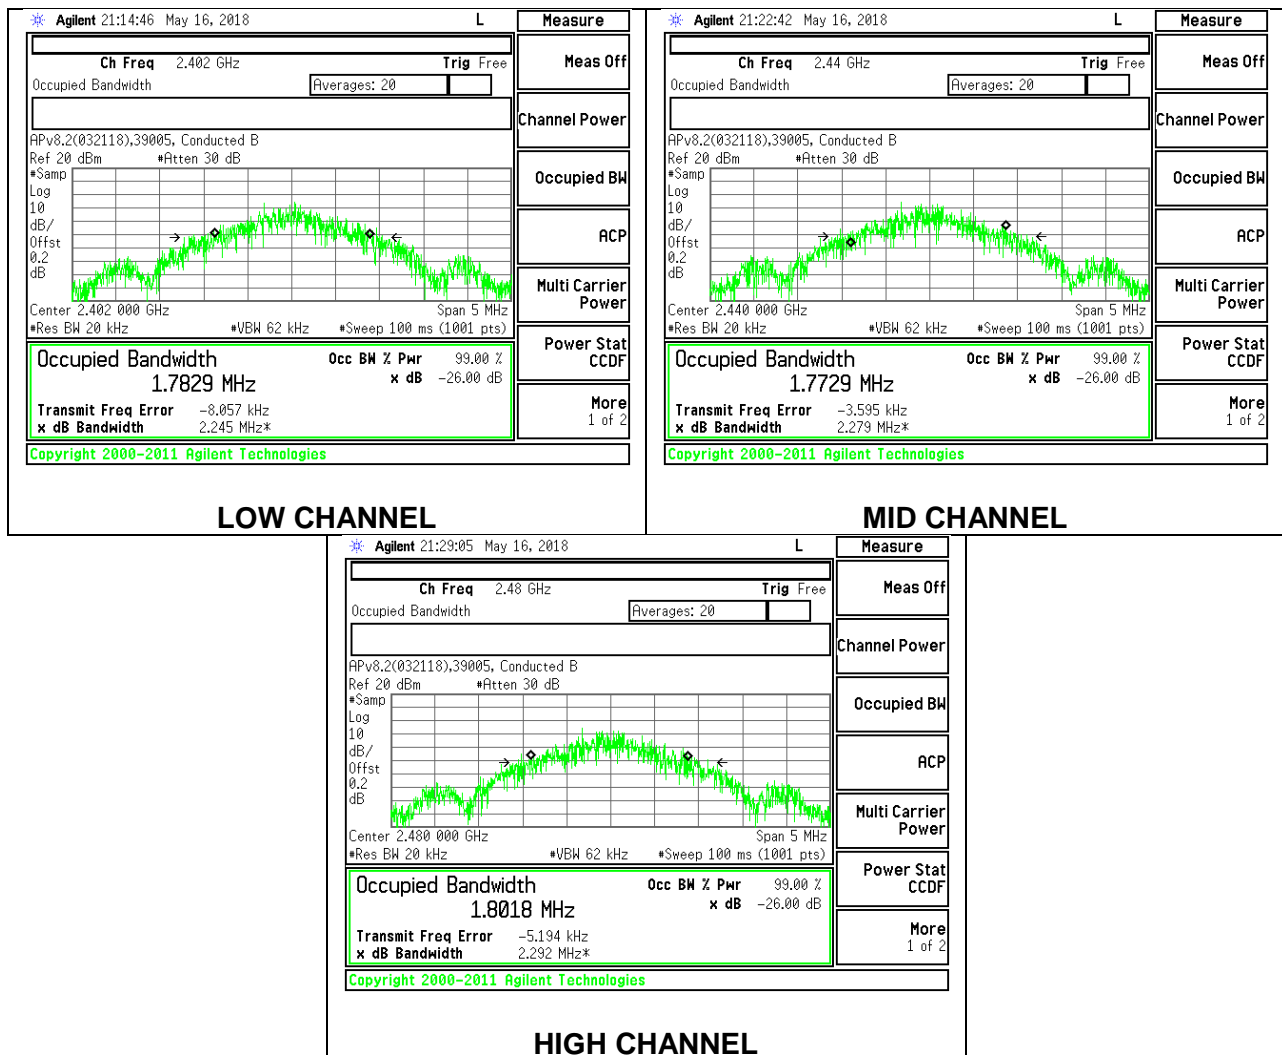 Agilent 21:14:46 May 16, 2018 L Measure
Ch Freq 2.402 GHz Trig Free
Occupied Bandwidth Averages: 20
APv8.2(032118),39005, Conducted B
Ref 20 dBm #Atten 30 dB
#Samp
Log
10
dB/
Offst
0.2
dB
Center 2.402 000 GHz Span 5 MHz
#Res BW 20 kHz #VBW 62 kHz #Sweep 100 ms (1001 pts)
Occupied Bandwidth Occ BW % Pwr 99.00 %
1.7829 MHz x dB -26.00 dB
Transmit Freq Error -8.057 kHz
x dB Bandwidth 2.245 MHz*
Copyright 2000-2011 Agilent Technologies
Meas Off
Channel Power
Occupied BW
ACP
Multi Carrier
Power
Power Stat
CCDF
More
1 of 2
LOW CHANNEL
Agilent 21:22:42 May 16, 2018 L Measure
Ch Freq 2.44 GHz Trig Free
Occupied Bandwidth Averages: 20
APv8.2(032118),39005, Conducted B
Ref 20 dBm #Atten 30 dB
#Samp
Log
10
dB/
Offst
0.2
dB
Center 2.440 000 GHz Span 5 MHz
#Res BW 20 kHz #VBW 62 kHz #Sweep 100 ms (1001 pts)
Occupied Bandwidth Occ BW % Pwr 99.00 %
1.7729 MHz x dB -26.00 dB
Transmit Freq Error -3.595 kHz
x dB Bandwidth 2.279 MHz*
Copyright 2000-2011 Agilent Technologies
Meas Off
Channel Power
Occupied BW
ACP
Multi Carrier
Power
Power Stat
CCDF
More
1 of 2
MID CHANNEL
Agilent 21:29:05 May 16, 2018 L Measure
Ch Freq 2.48 GHz Trig Free
Occupied Bandwidth Averages: 20
APv8.2(032118),39005, Conducted B
Ref 20 dBm #Atten 30 dB
#Samp
Log
10
dB/
Offst
0.2
dB
Center 2.480 000 GHz Span 5 MHz
#Res BW 20 kHz #VBW 62 kHz #Sweep 100 ms (1001 pts)
Occupied Bandwidth Occ BW % Pwr 99.00 %
1.8018 MHz x dB -26.00 dB
Transmit Freq Error -5.194 kHz
x dB Bandwidth 2.292 MHz*
Copyright 2000-2011 Agilent Technologies
Meas Off
Channel Power
Occupied BW
ACP
Multi Carrier
Power
Power Stat
CCDF
More
1 of 2
HIGH CHANNEL